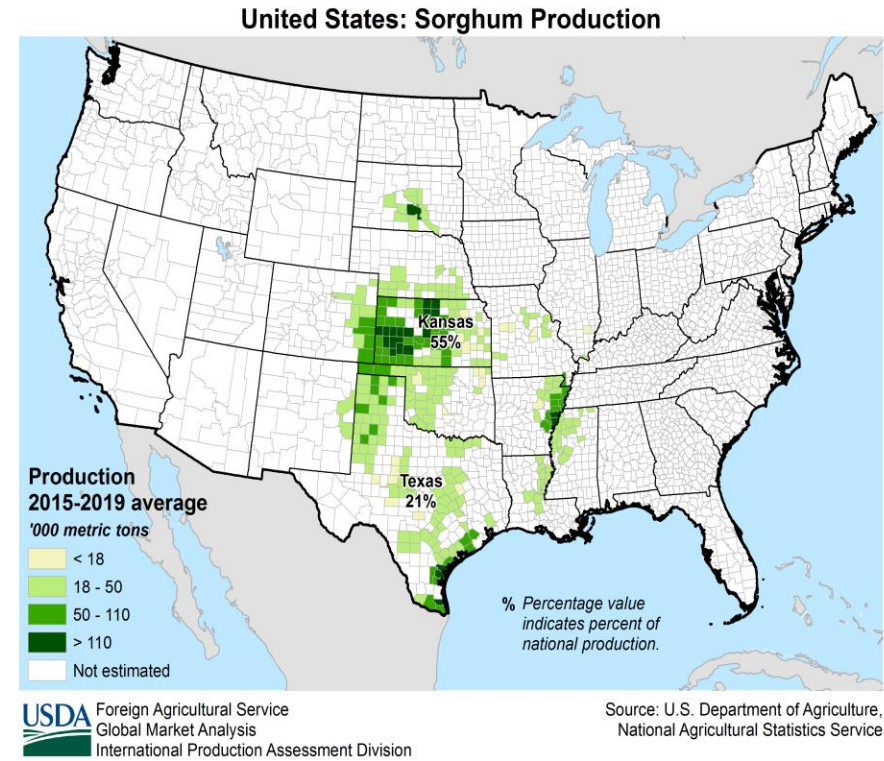 United States: Sorghum Production
Kansas
55%
Texas
21%
Production
2015-2019 average
'000 metric tons
< 18
18 - 50
50 - 110
> 110
Not estimated
% Percentage value
indicates percent of
national production.
USDA
Foreign Agricultural Service
Global Market Analysis
International Production Assessment Division
Source: U.S. Department of Agriculture,
National Agricultural Statistics Service